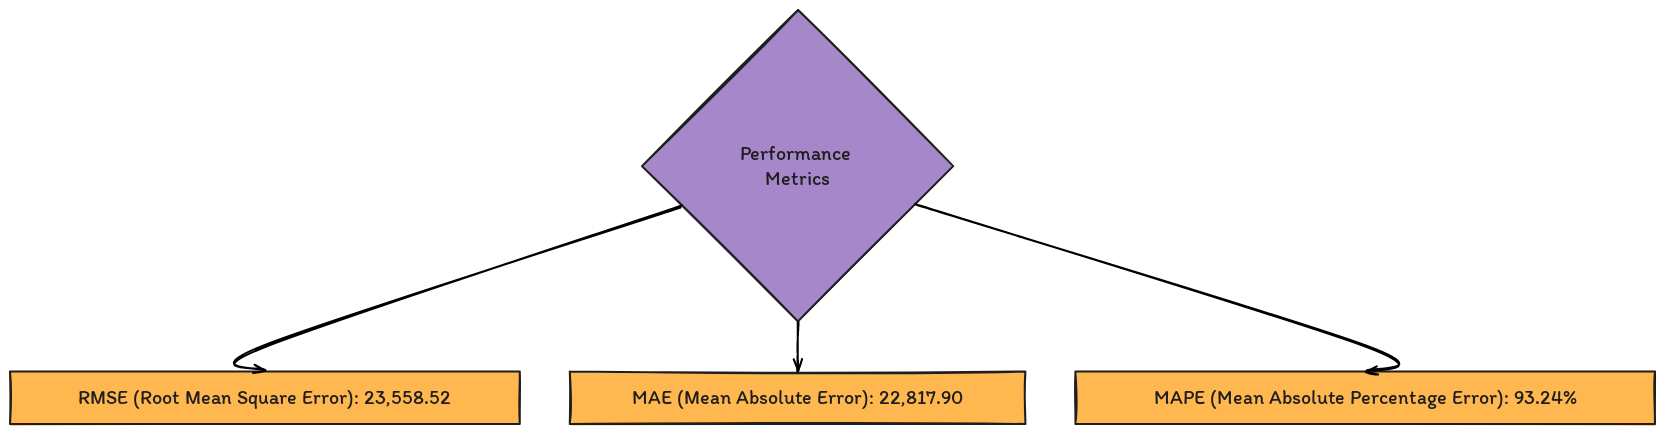 Performance
Metrics
RMSE (Root Mean Square Error): 23,558.52
MAE (Mean Absolute Error): 22,817.90
MAPE (Mean Absolute Percentage Error): 93.24%